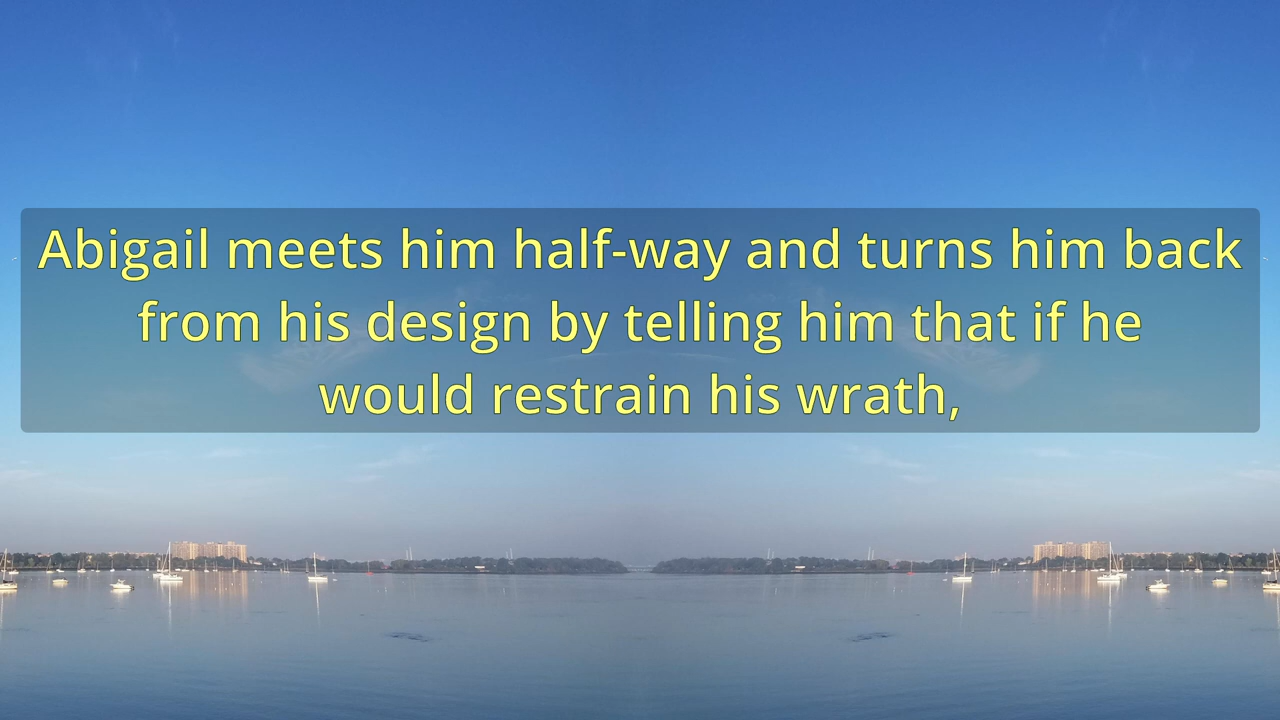 Abigail meets him half-way and turns him back
from his design by telling him that if he
would restrain his wrath,